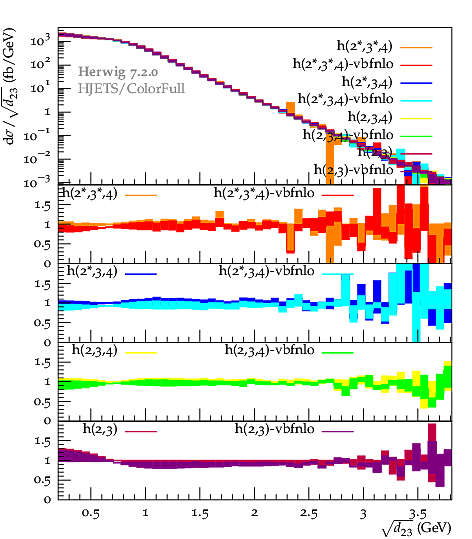 dσ/√d₂₃ (fb/GeV)
10³
10²
10¹
1
10⁻¹
10⁻²
10⁻³
Herwig 7.2.0
HJETS/ColorFull
h(2*,3*,4)
h(2*,3*,4)-vbfnlo
h(2*,3,4)
h(2*,3,4)-vbfnlo
h(2,3,4)
h(2,3,4)-vbfnlo
h(2,3)
h(2,3)-vbfnlo
h(2*,3*,4) h(2*,3*,4)-vbfnlo
1.5
1
0.5
0
h(2*,3,4) h(2*,3,4)-vbfnlo
1.5
1
0.5
0
h(2,3,4) h(2,3,4)-vbfnlo
1.5
1
0.5
0
h(2,3) h(2,3)-vbfnlo
1.5
1
0.5
0
0.5 1 1.5 2 2.5 3 3.5
√d₂₃ (GeV)